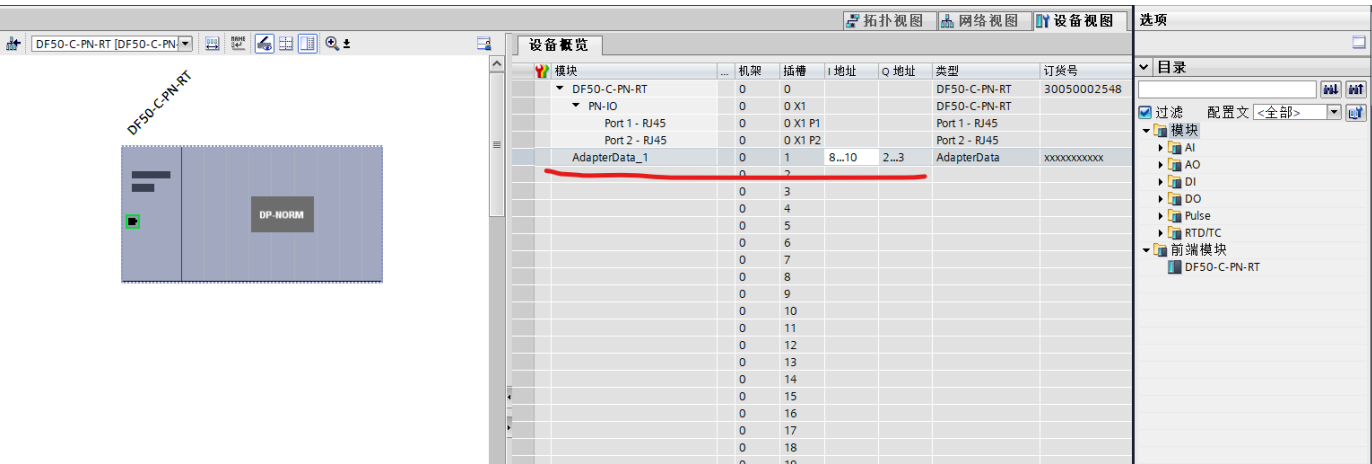 拓扑视图 网络视图 设备视图 选项
DF50-C-PN-RT [DF50-C-PN-
设备概览
模块 ... 机架 插槽 I 地址 Q 地址 类型 订货号
DF50-C-PN-RT 0 0 DF50-C-PN-RT 30050002548
PN-IO 0 0 X1 DF50-C-PN-RT
Port 1 - RJ45 0 0 X1 P1 Port 1 - RJ45
Port 2 - RJ45 0 0 X1 P2 Port 2 - RJ45
AdapterData_1 0 1 8...10 2...3 AdapterData xxxxxxxxxxx
0 2
0 3
0 4
0 5
0 6
0 7
0 8
0 9
0 10
0 11
0 12
0 13
0 14
0 15
0 16
0 17
0 18
0 19
DF50-C-PN-RT
DP-NORM
目录
过滤 配置文 <全部>
模块
AI
AO
DI
DO
Pulse
RTD/TC
前端模块
DF50-C-PN-RT